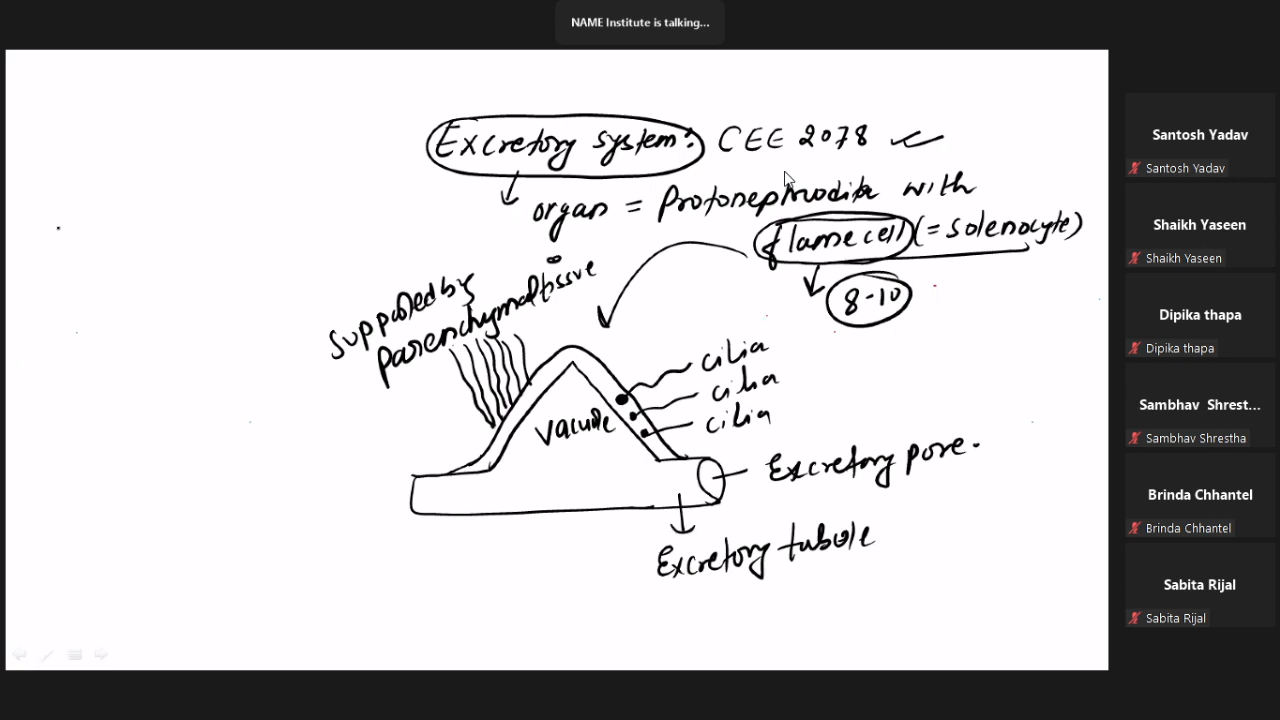 NAME Institute is talking...
Excretory system: CEE 2078
organ = Protonephridia with
flame cell (= solenocyte)
8-10
supported by
parenchymal tissue
cilia
cilia
cilia
vacuole
Excretory pore.
Excretory tubule
Santosh Yadav
Santosh Yadav
Shaikh Yaseen
Shaikh Yaseen
Dipika thapa
Dipika thapa
Sambhav Shrest...
Sambhav Shrestha
Brinda Chhantel
Brinda Chhantel
Sabita Rijal
Sabita Rijal